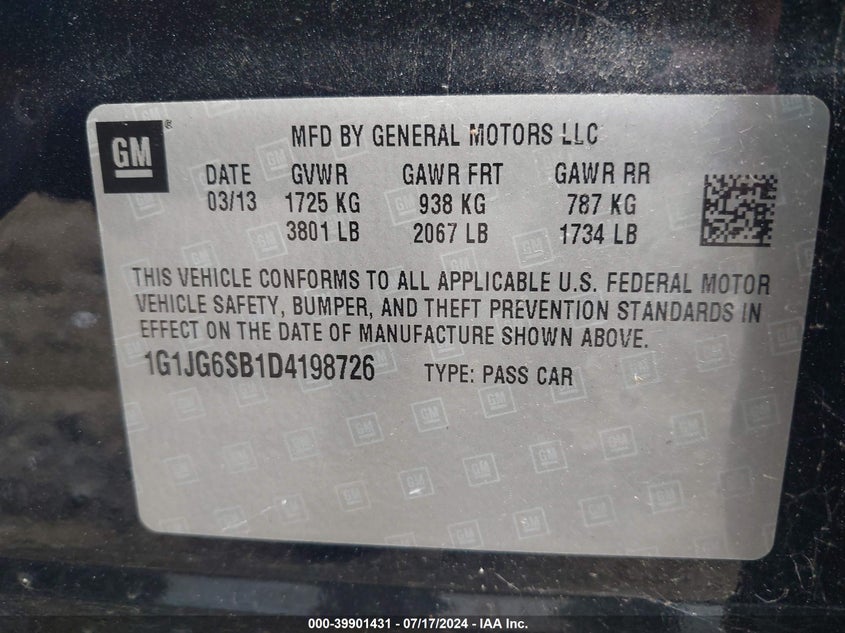 GM ®
MFD BY GENERAL MOTORS LLC
DATE GVWR GAWR FRT GAWR RR
03/13 1725 KG 938 KG 787 KG
3801 LB 2067 LB 1734 LB
THIS VEHICLE CONFORMS TO ALL APPLICABLE U.S. FEDERAL MOTOR
VEHICLE SAFETY, BUMPER, AND THEFT PREVENTION STANDARDS IN
EFFECT ON THE DATE OF MANUFACTURE SHOWN ABOVE.
1G1JG6SB1D4198726 TYPE: PASS CAR
000-39901431 - 07/17/2024 - IAA Inc.